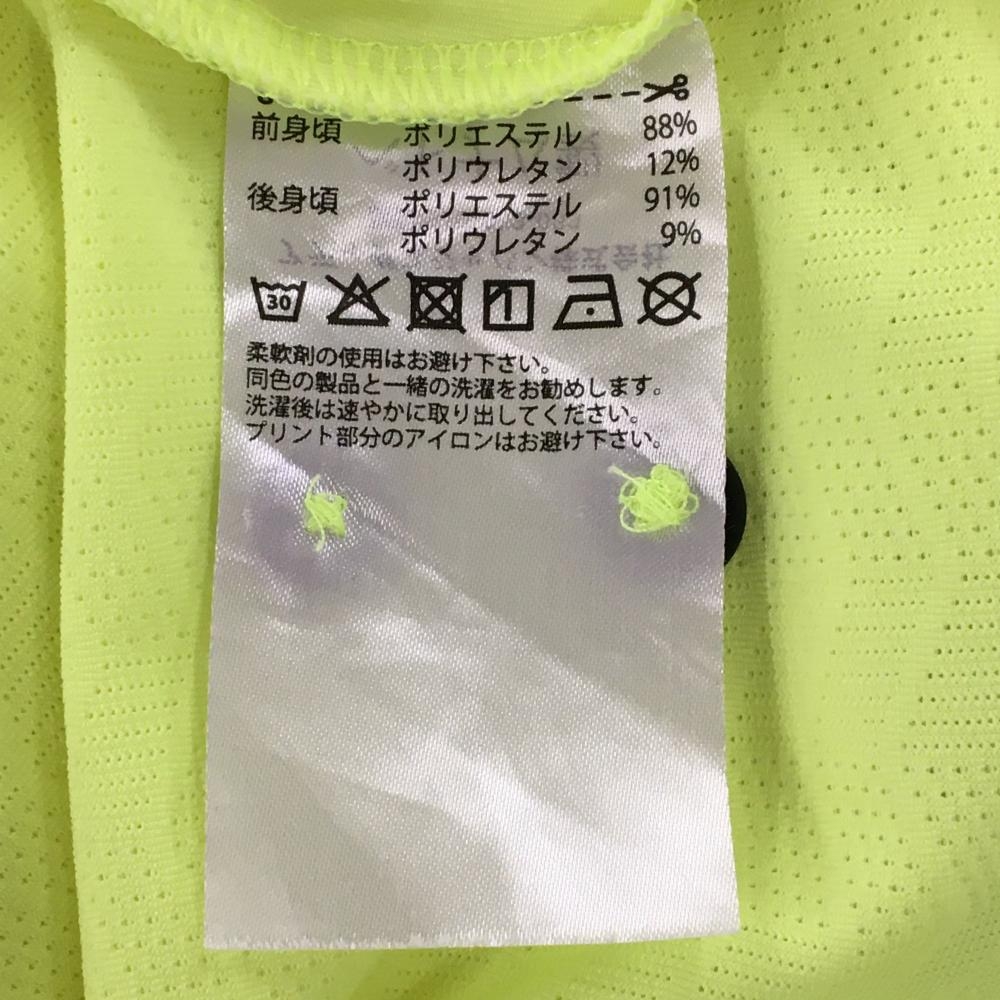 前身頃 ポリエステル 88%
ポリウレタン 12%
後身頃 ポリエステル 91%
ポリウレタン 9%
30
柔軟剤の使用はお避け下さい。
同色の製品と一緒の洗濯をお勧めします。
洗濯後は速やかに取り出してください。
プリント部分のアイロンはお避け下さい。